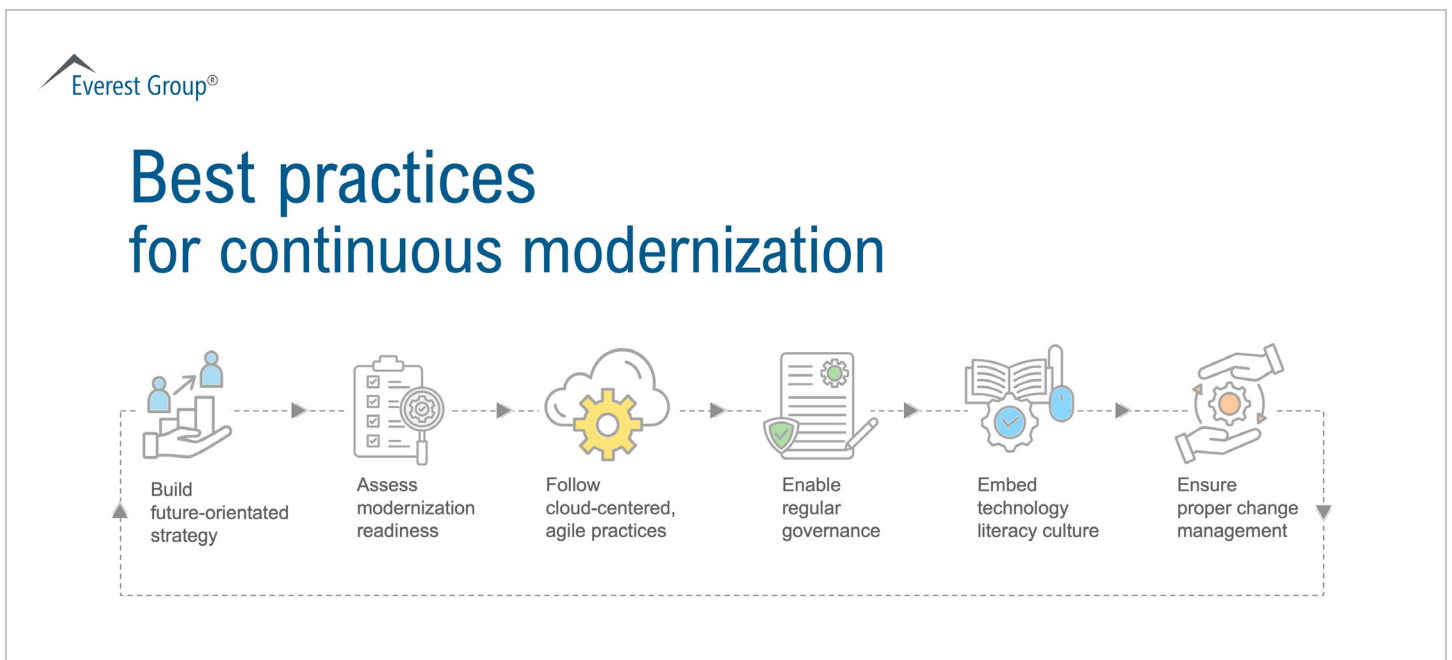 Everest Group®
Best practices
for continuous modernization
Build
future-orientated
strategy
Assess
modernization
readiness
Follow
cloud-centered,
agile practices
Enable
regular
governance
Embed
technology
literacy culture
Ensure
proper change
management